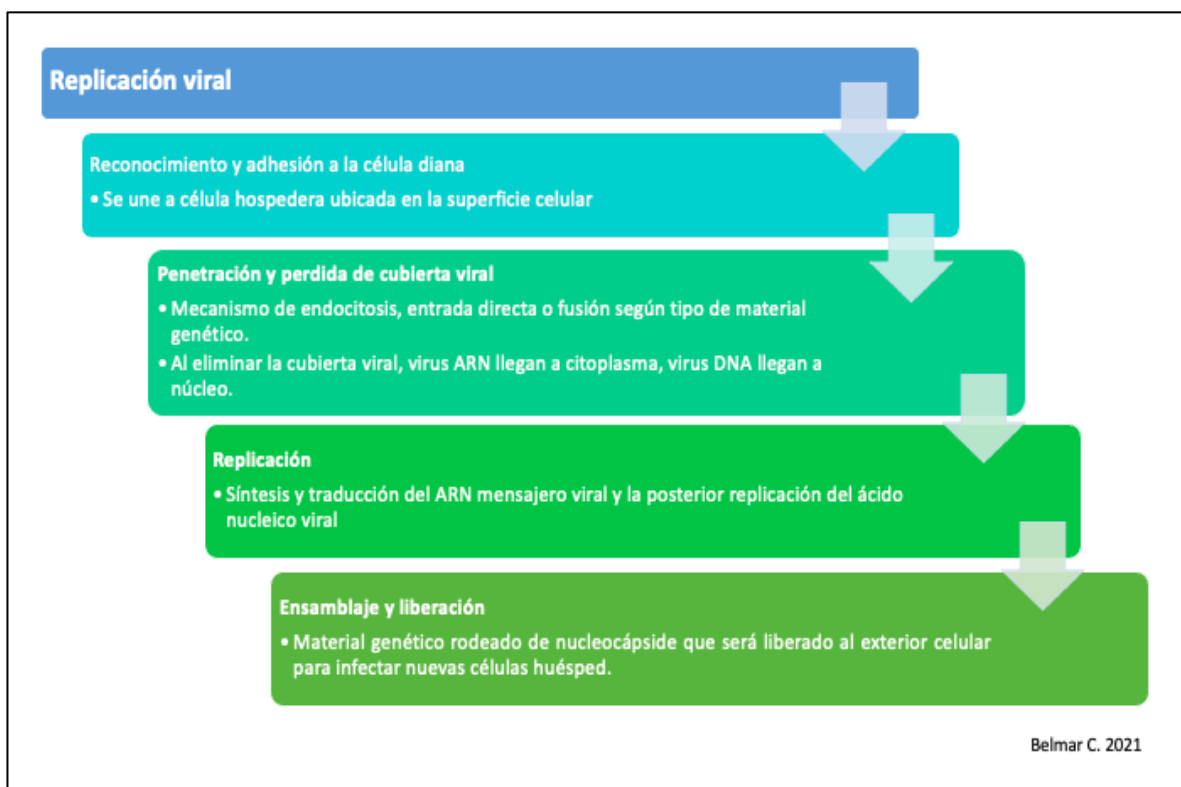 Replicación viral
Reconocimiento y adhesión a la célula diana
• Se une a célula hospedera ubicada en la superficie celular
Penetración y perdida de cubierta viral
• Mecanismo de endocitosis, entrada directa o fusión según tipo de material
genético.
• Al eliminar la cubierta viral, virus ARN llegan a citoplasma, virus DNA llegan a
núcleo.
Replicación
• Síntesis y traducción del ARN mensajero viral y la posterior replicación del ácido
nucleico viral
Ensamblaje y liberación
• Material genético rodeado de nucleocápside que será liberado al exterior celular
para infectar nuevas células huésped.
Belmar C. 2021